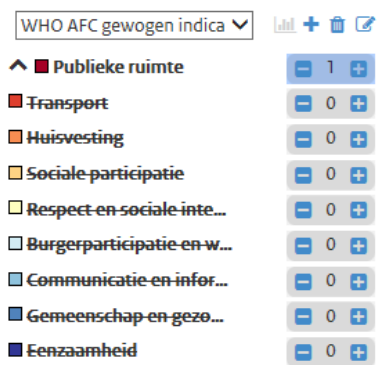 WHO AFC gewogen indica
Publieke ruimte 1
Transport 0
Huisvesting 0
Sociale participatie 0
Respect en sociale inte... 0
Burgerparticipatie en w... 0
Communicatie en infor... 0
Gemeenschap en gezo... 0
Eenzaamheid 0